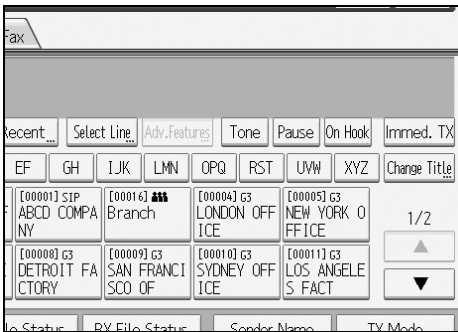 Fax
Recent Select Line Adv.Features Tone Pause On Hook Immed. TX
EF GH IJK LMN OPQ RST UVW XYZ Change Title
[00001] SIP [00016] [00004] G3 [00005] G3
ABCD COMPA Branch LONDON OFF NEW YORK O
NY ICE FFICE
1/2
[00008] G3 [00009] G3 [00010] G3 [00011] G3
DETROIT FA SAN FRANCI SYDNEY OFF LOS ANGELE
CTORY SCO OF ICE S FACT
Status RX File Status Sender Name TX Mode